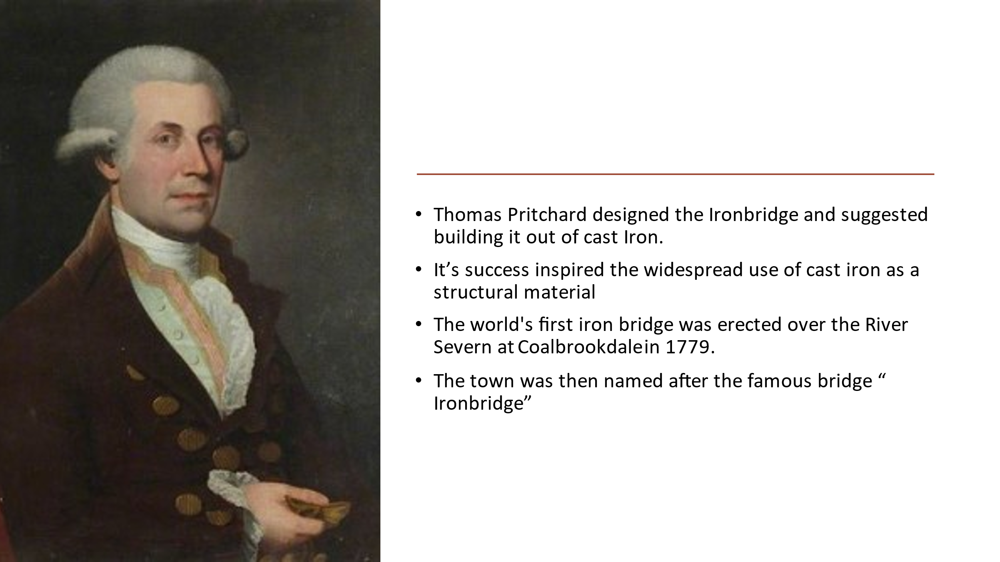 • Thomas Pritchard designed the Ironbridge and suggested
building it out of cast Iron.
• It’s success inspired the widespread use of cast iron as a
structural material
• The world's first iron bridge was erected over the River
Severn at Coalbrookdale in 1779.
• The town was then named after the famous bridge “
Ironbridge”